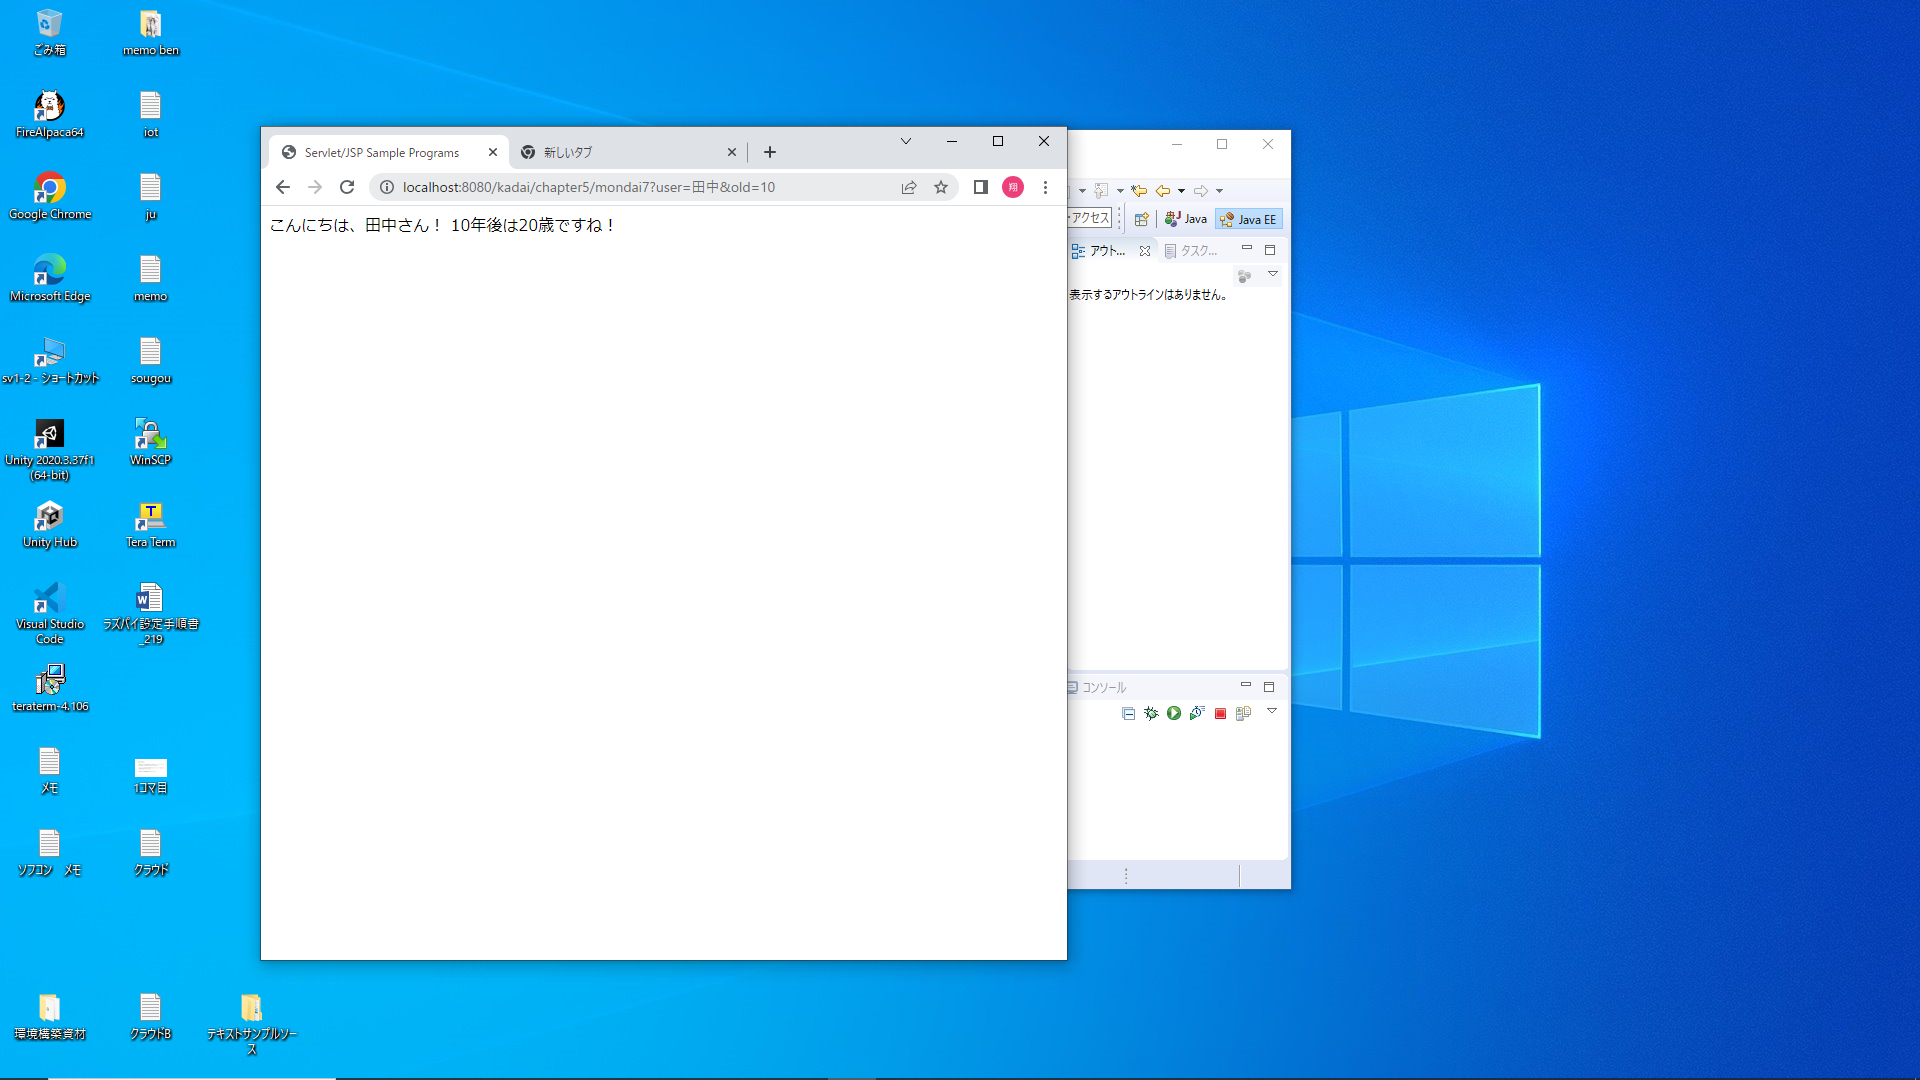 ごみ箱
memo ben
FireAlpaca64
iot
Google Chrome
ju
Microsoft Edge
memo
sv1-2 - ショートカット
sougou
Unity 2020.3.37f1
(64-bit)
WinSCP
Unity Hub
Tera Term
Visual Studio
Code
ラズパイ設定手順書
_219
teraterm-4.106
メモ
1コマ目
ソフコン　メモ
クラウド
環境構築資材
クラウドB
テキストサンプルソー
ス
Servlet/JSP Sample Programs
新しいタブ
localhost:8080/kadai/chapter5/mondai7?user=田中&old=10
翔
こんにちは、田中さん！ 10年後は20歳ですね！
アクセス
Java
Java EE
アウト...
タスク...
表示するアウトラインはありません。
コンソール